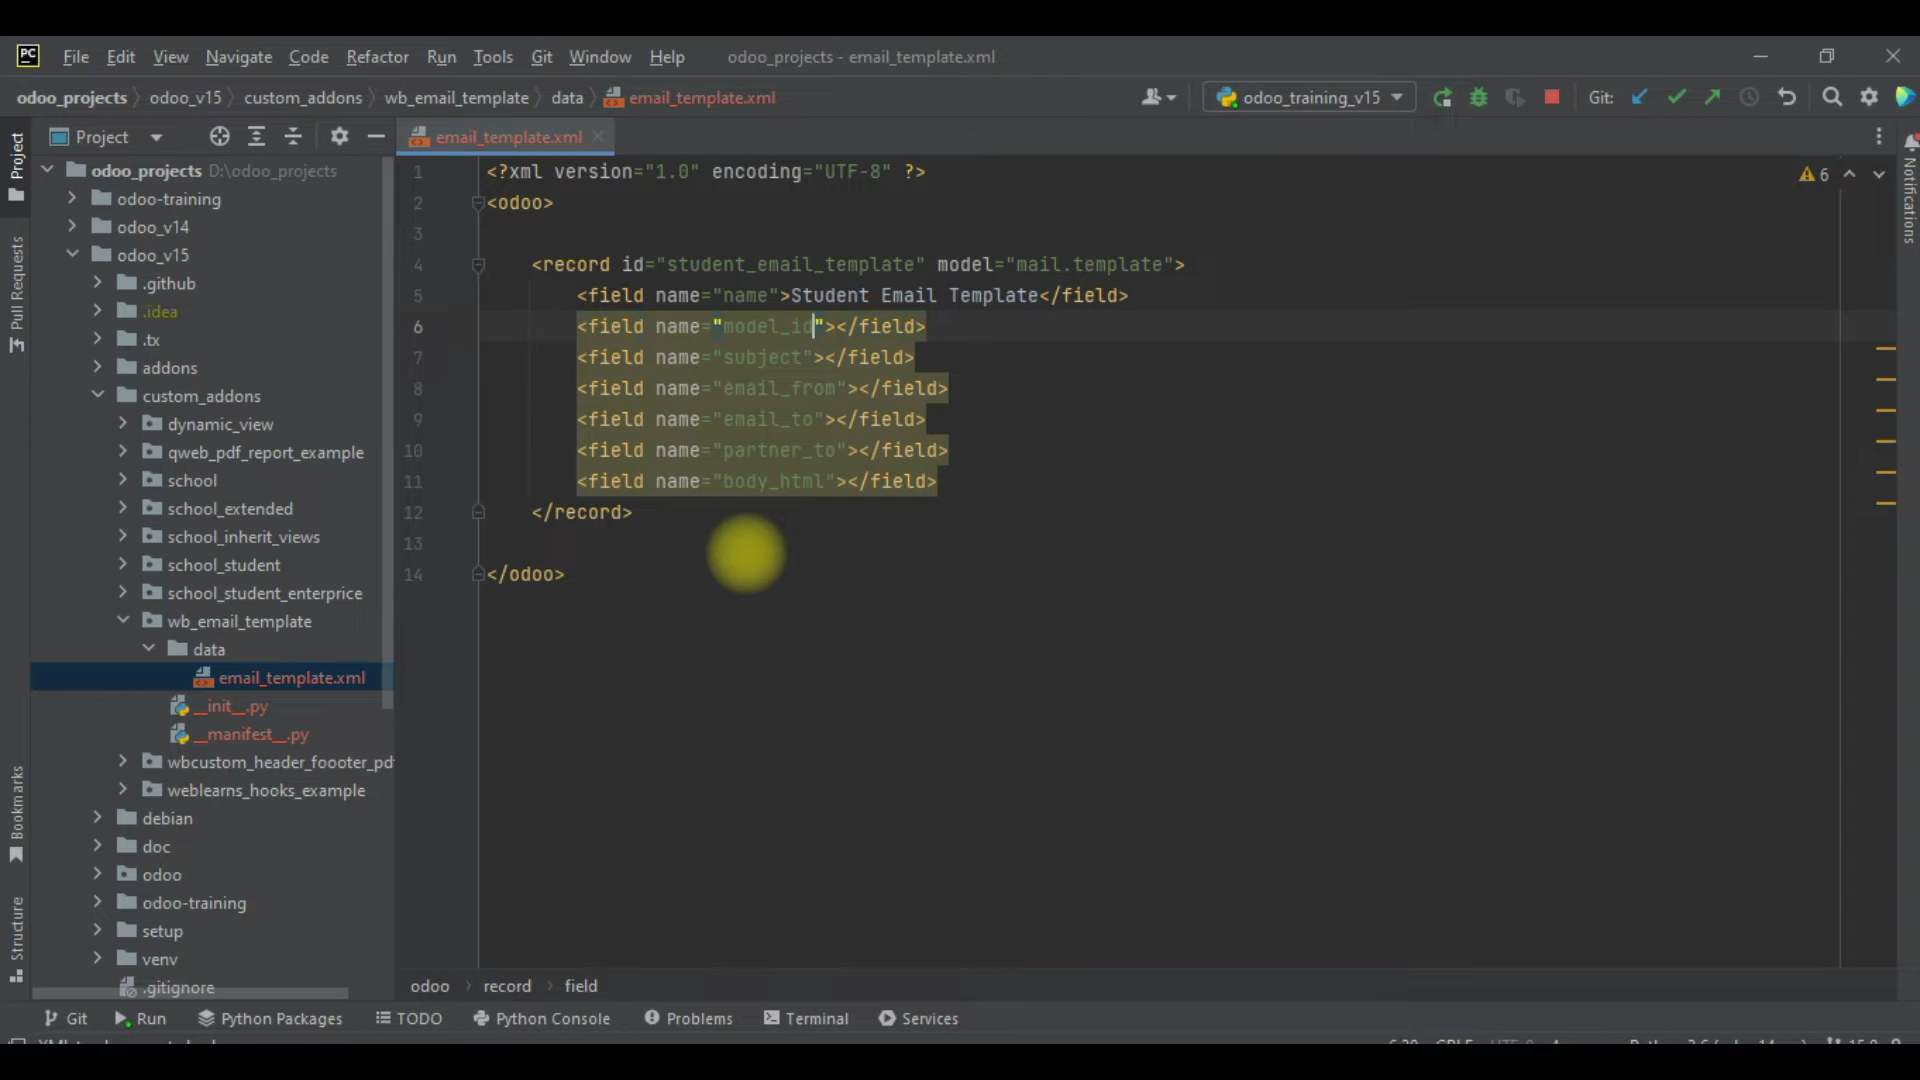 PC File Edit View Navigate Code Refactor Run Tools Git Window Help odoo_projects - email_template.xml
odoo_projects odoo_v15 custom_addons wb_email_template data email_template.xml odoo_training_v15 Git:
Project
email_template.xml
odoo_projects D:\odoo_projects
odoo-training
odoo_v14
odoo_v15
.github
.idea
.tx
addons
custom_addons
dynamic_view
qweb_pdf_report_example
school
school_extended
school_inherit_views
school_student
school_student_enterprice
wb_email_template
data
email_template.xml
__init__.py
__manifest__.py
wbcustom_header_foooter_pd
weblearns_hooks_example
debian
doc
odoo
odoo-training
setup
venv
.gitignore
1 <?xml version="1.0" encoding="UTF-8" ?>
2 <odoo>
3
4 <record id="student_email_template" model="mail.template">
5 <field name="name">Student Email Template</field>
6 <field name="model_id"></field>
7 <field name="subject"></field>
8 <field name="email_from"></field>
9 <field name="email_to"></field>
10 <field name="partner_to"></field>
11 <field name="body_html"></field>
12 </record>
13
14 </odoo>
6
odoo record field
Project
Pull Requests
Bookmarks
Structure
Notifications
Git Run Python Packages TODO Python Console Problems Terminal Services